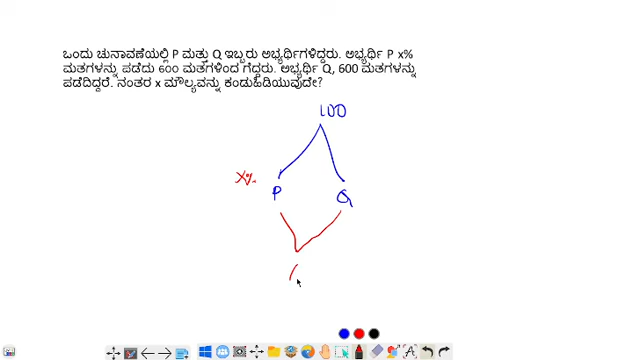 ಒಂದು ಚುನಾವಣೆಯಲ್ಲಿ P ಮತ್ತು Q ಇಬ್ಬರು ಅಭ್ಯರ್ಥಿಗಳಿದ್ದರು. ಅಭ್ಯರ್ಥಿ P x%
ಮತಗಳನ್ನು ಪಡೆದು 600 ಮತಗಳಿಂದ ಗೆದ್ದರು. ಅಭ್ಯರ್ಥಿ Q, 600 ಮತಗಳನ್ನು
ಪಡೆದಿದ್ದರೆ. ನಂತರ x ಮೌಲ್ಯವನ್ನು ಕಂಡುಹಿಡಿಯುವುದೇ?
100
X%
P Q